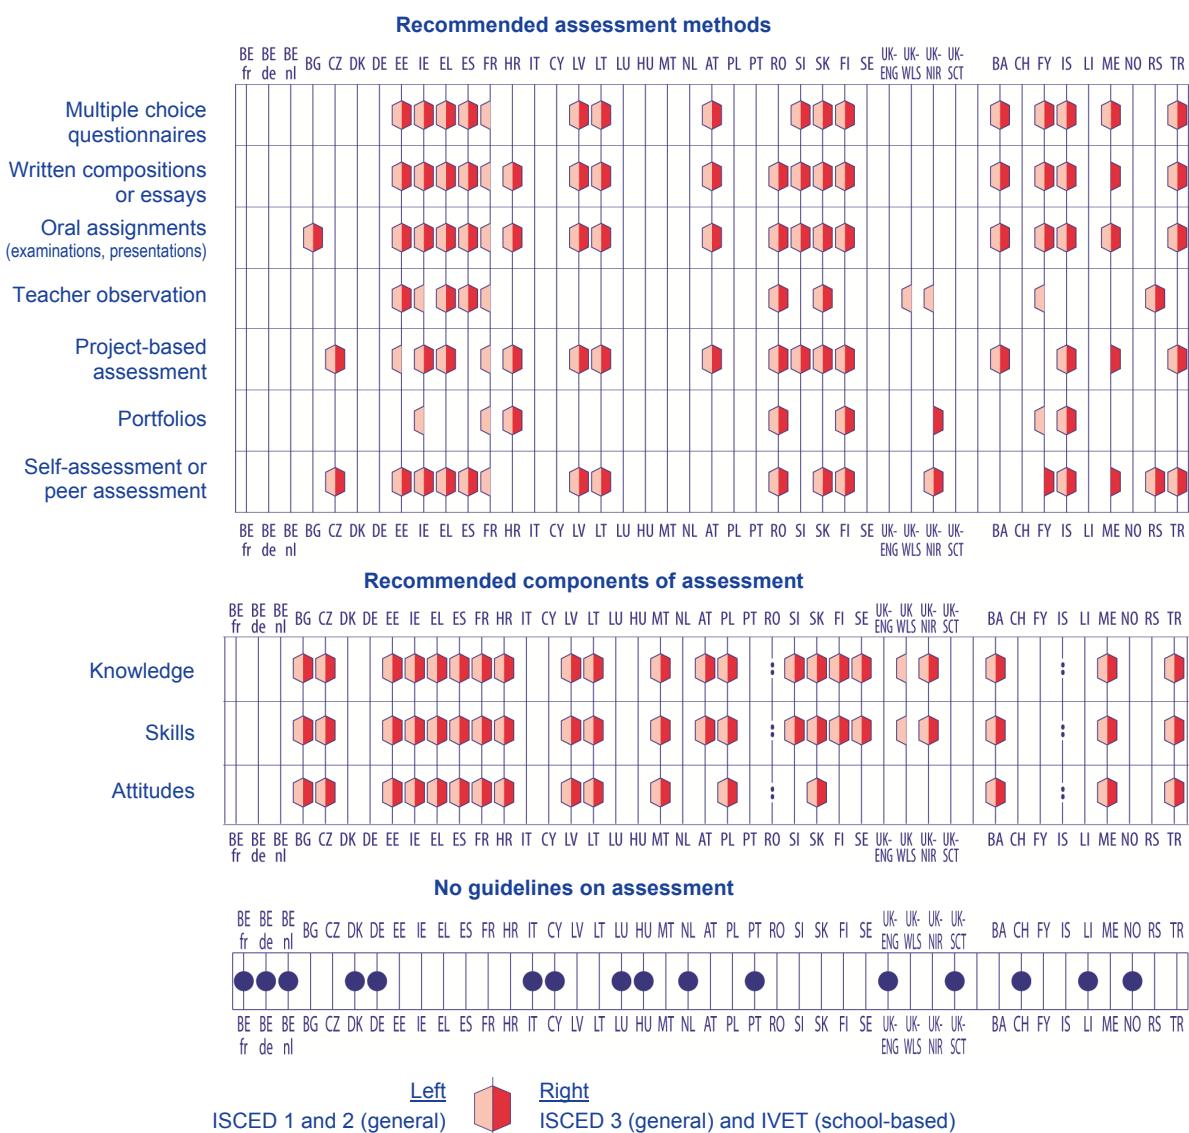 Recommended assessment methods
BE fr BE de BE nl BG CZ DK DE EE IE EL ES FR HR IT CY LV LT LU HU MT NL AT PL PT RO SI SK FI SE UK-ENG UK-WLS UK-NIR UK-SCT BA CH FY IS LI ME NO RS TR
Multiple choice
questionnaires
Written compositions
or essays
Oral assignments
(examinations, presentations)
Teacher observation
Project-based
assessment
Portfolios
Self-assessment or
peer assessment
BE fr BE de BE nl BG CZ DK DE EE IE EL ES FR HR IT CY LV LT LU HU MT NL AT PL PT RO SI SK FI SE UK-ENG UK-WLS UK-NIR UK-SCT BA CH FY IS LI ME NO RS TR
Recommended components of assessment
BE fr BE de BE nl BG CZ DK DE EE IE EL ES FR HR IT CY LV LT LU HU MT NL AT PL PT RO SI SK FI SE UK-ENG UK WLS UK-NIR UK-SCT BA CH FY IS LI ME NO RS TR
Knowledge
Skills
Attitudes
BE fr BE de BE nl BG CZ DK DE EE IE EL ES FR HR IT CY LV LT LU HU MT NL AT PL PT RO SI SK FI SE UK-ENG UK WLS UK-NIR UK-SCT BA CH FY IS LI ME NO RS TR
No guidelines on assessment
BE fr BE de BE nl BG CZ DK DE EE IE EL ES FR HR IT CY LV LT LU HU MT NL AT PL PT RO SI SK FI SE UK-ENG UK-WLS UK-NIR UK-SCT BA CH FY IS LI ME NO RS TR
BE fr BE de BE nl BG CZ DK DE EE IE EL ES FR HR IT CY LV LT LU HU MT NL AT PL PT RO SI SK FI SE UK-ENG UK-WLS UK-NIR UK-SCT BA CH FY IS LI ME NO RS TR
Left Right
ISCED 1 and 2 (general) ISCED 3 (general) and IVET (school-based)